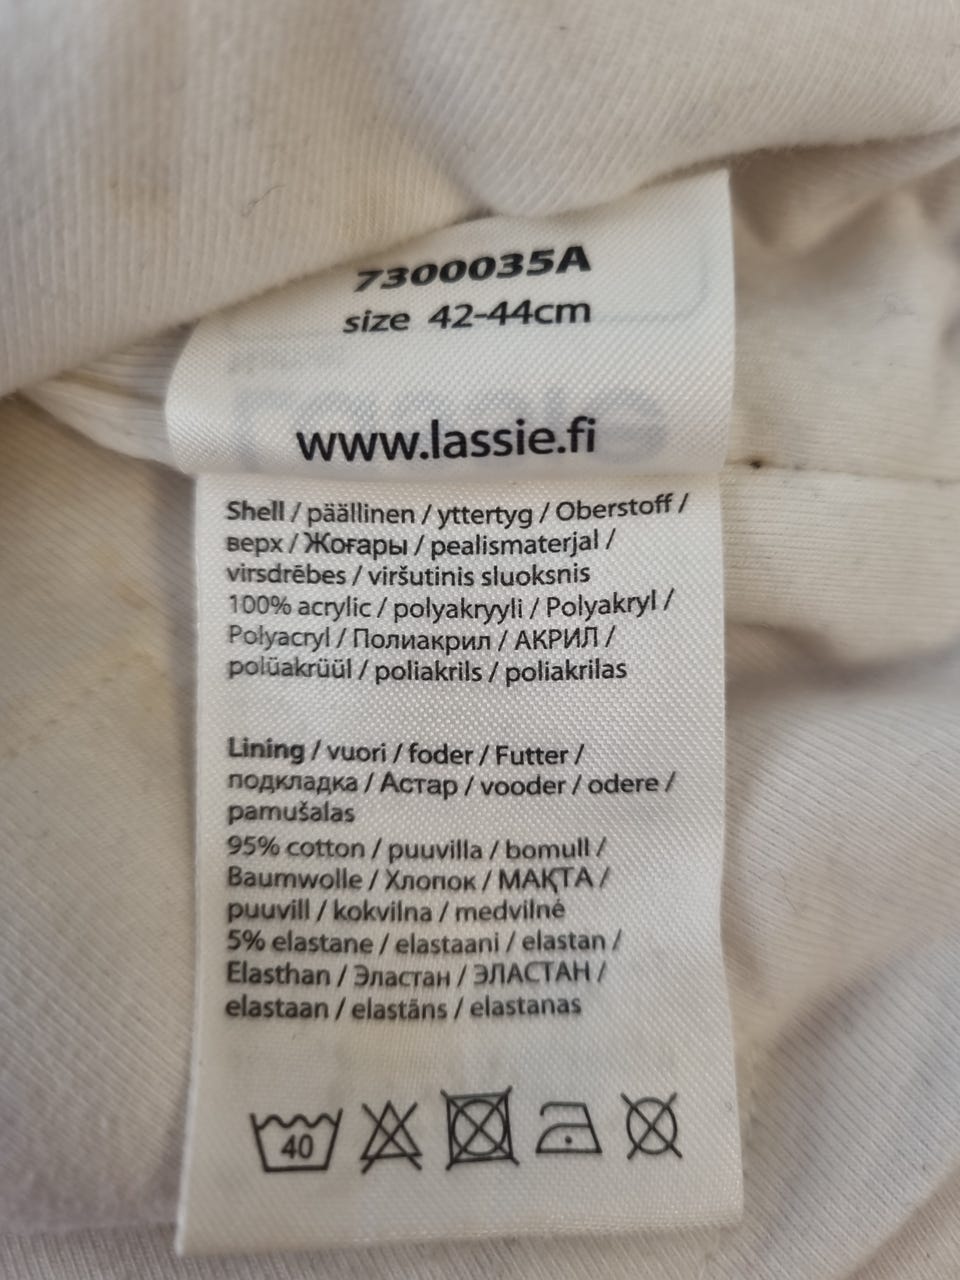 7300035A
size 42-44cm
www.lassie.fi
Shell / päällinen / yttertyg / Oberstoff /
верх / Жоғары / pealismaterjal /
virsdrēbes / viršutinis sluoksnis
100% acrylic / polyakryyli / Polyakryl /
Polyacryl / Полиакрил / АКРИЛ /
polüakrüül / poliakrils / poliakrilas
Lining / vuori / foder / Futter /
подкладка / Астар / vooder / odere /
pamušalas
95% cotton / puuvilla / bomull /
Baumwolle / Хлопок / МАҚТА /
puuvill / kokvilna / medvilnė
5% elastane / elastaani / elastan /
Elasthan / Эластан / ЭЛАСТАН /
elastaan / elastāns / elastanas
40